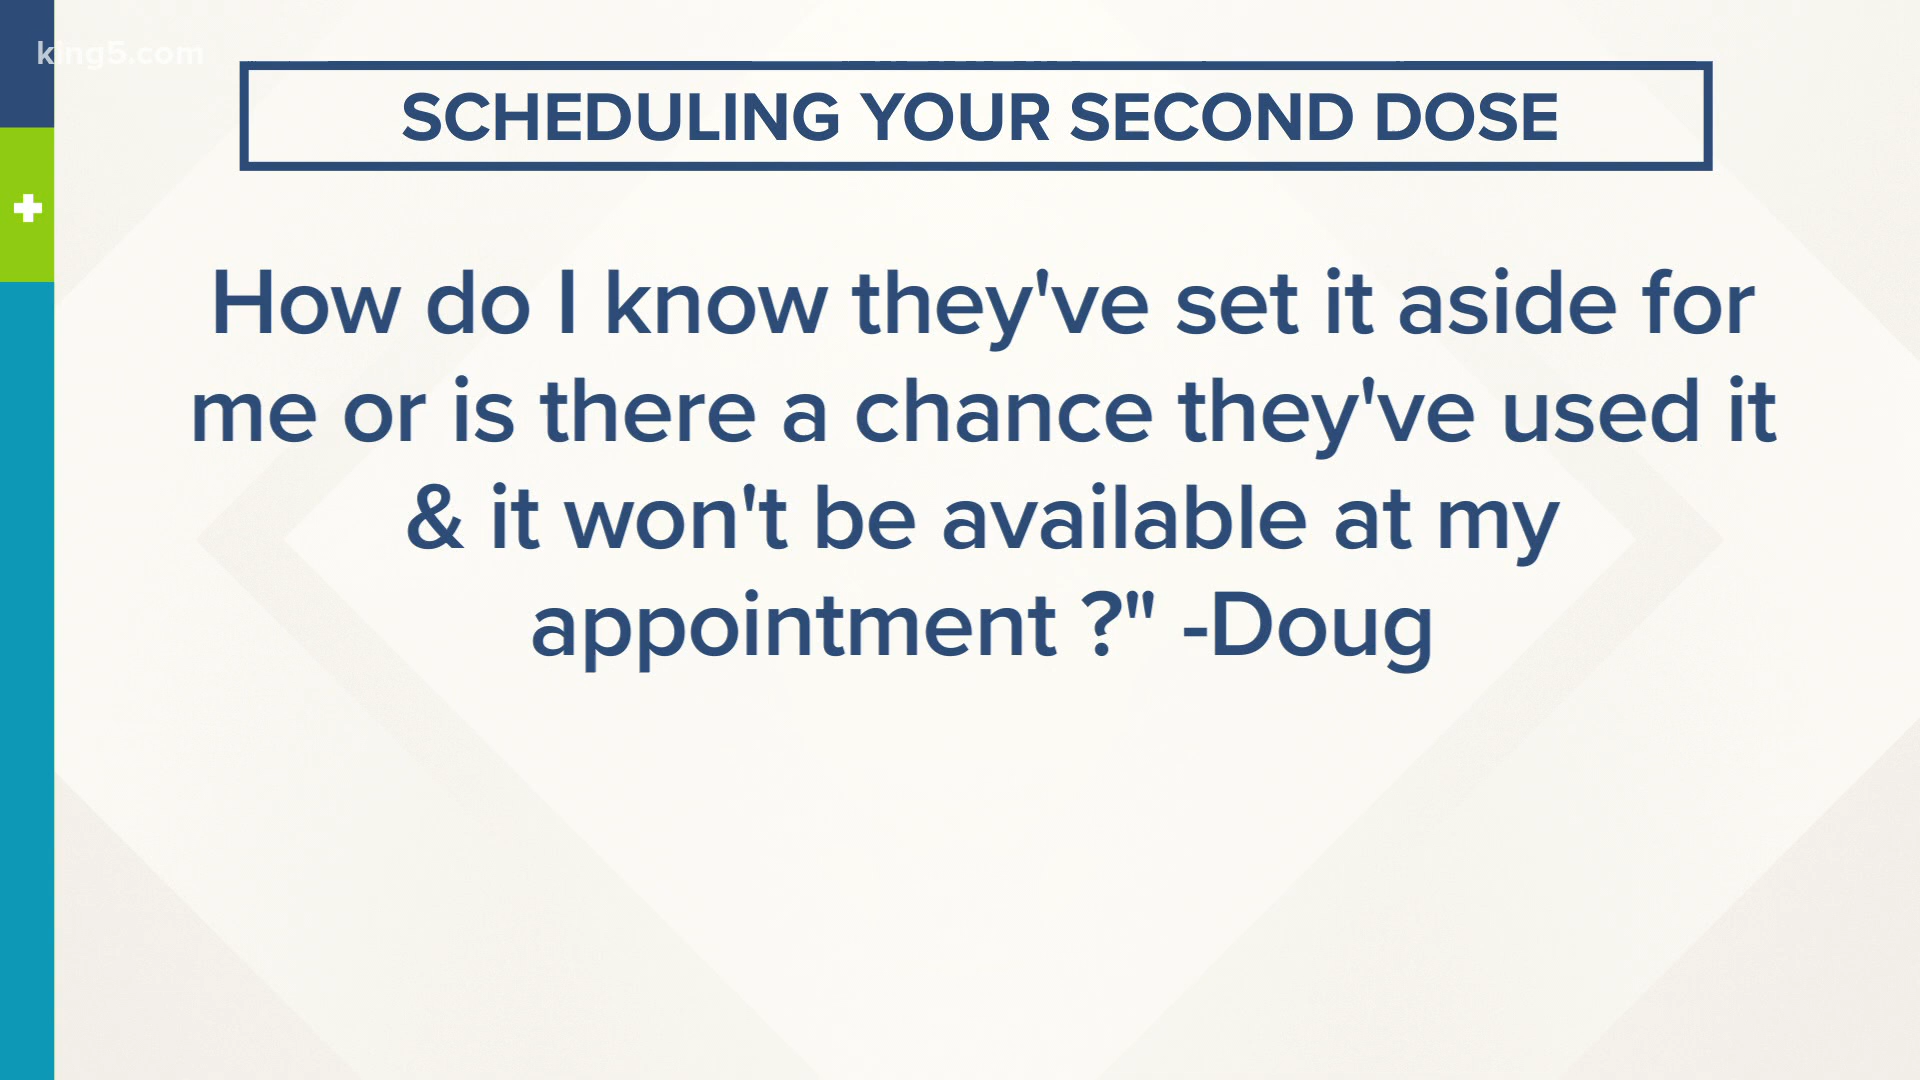 king5.com
SCHEDULING YOUR SECOND DOSE
How do I know they've set it aside for
me or is there a chance they've used it
& it won't be available at my
appointment ?" -Doug